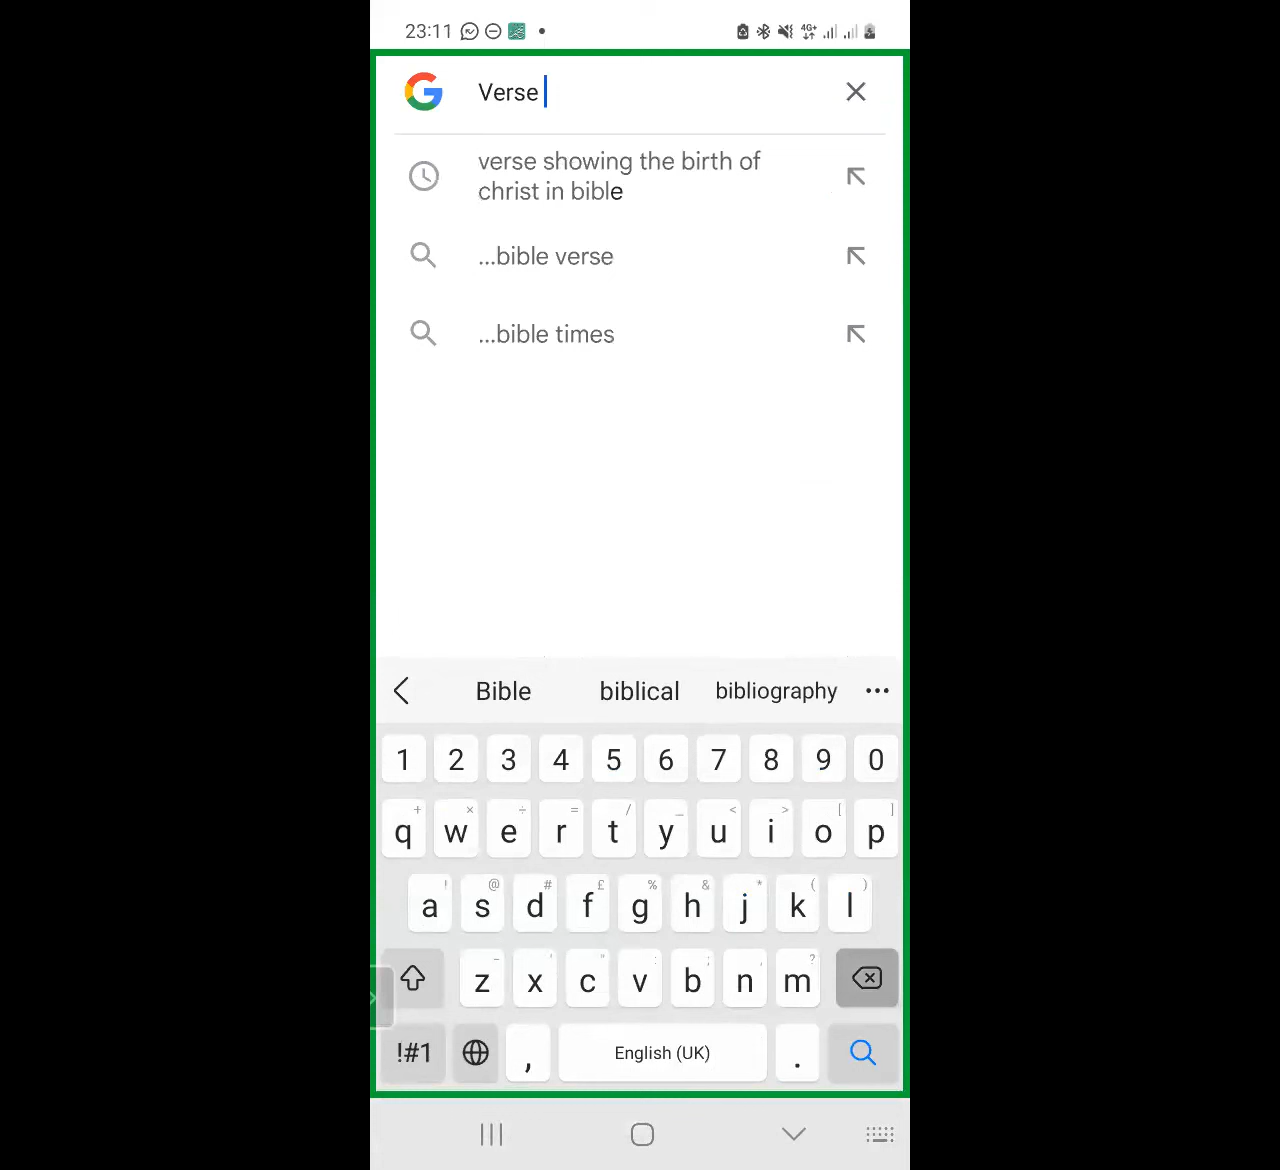 23:11 4G+
Verse
verse showing the birth of
christ in bible
...bible verse
...bible times
Bible biblical bibliography
1 2 3 4 5 6 7 8 9 0
+ × ÷ = / _ < > [ ]
q w e r t y u i o p
! @ # £ % & * ( )
a s d f g h j k l
- ' " : ; , ?
z x c v b n m
!#1 , English (UK) .